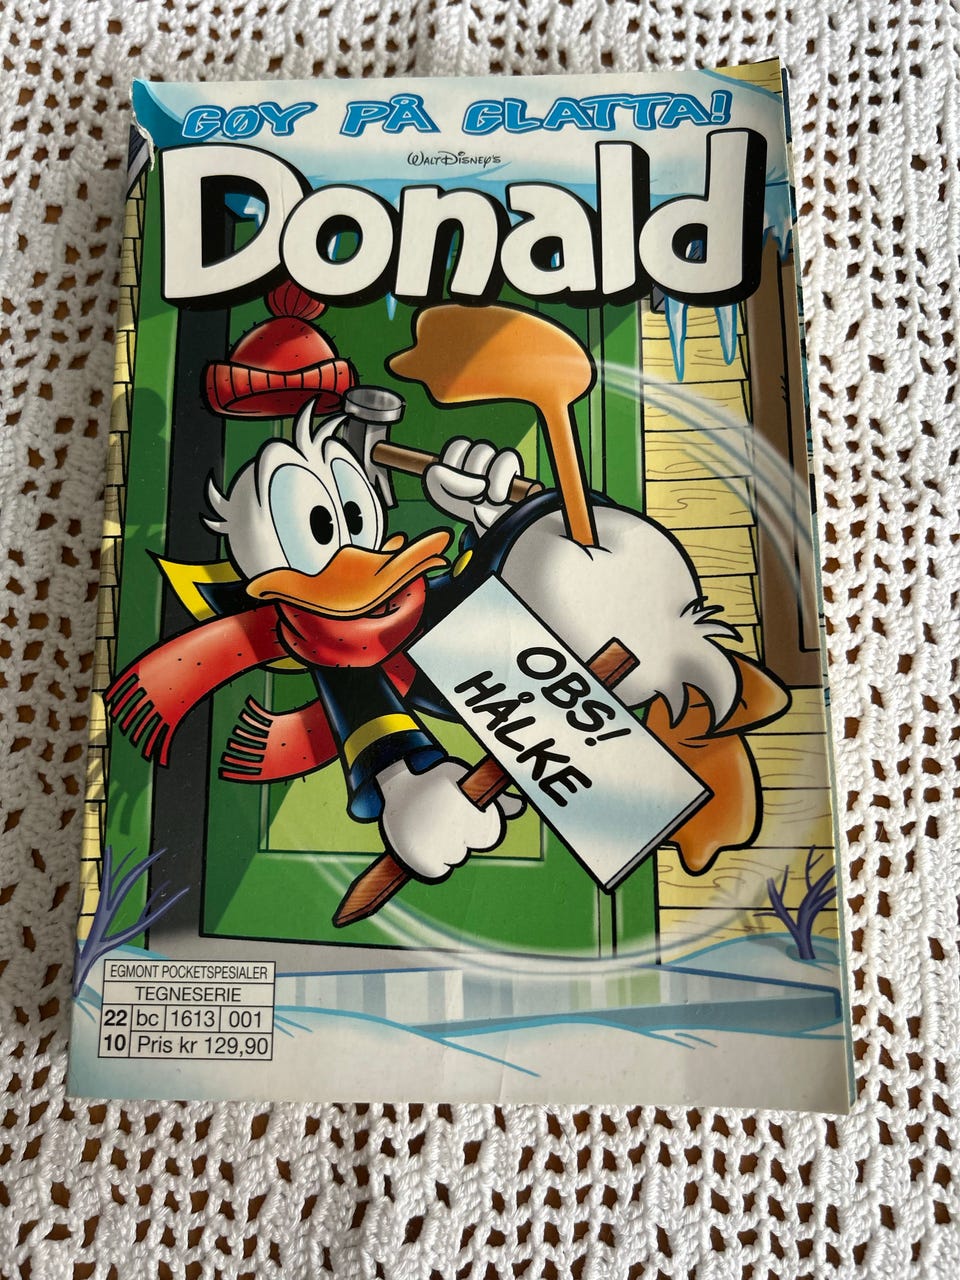 GØY PÅ GLATTA!
WALT DISNEY'S
Donald
OBS!
HÅLKE
EGMONT POCKETSPESIALER
TEGNESERIE
22 bc 1613 001
10 Pris kr 129,90